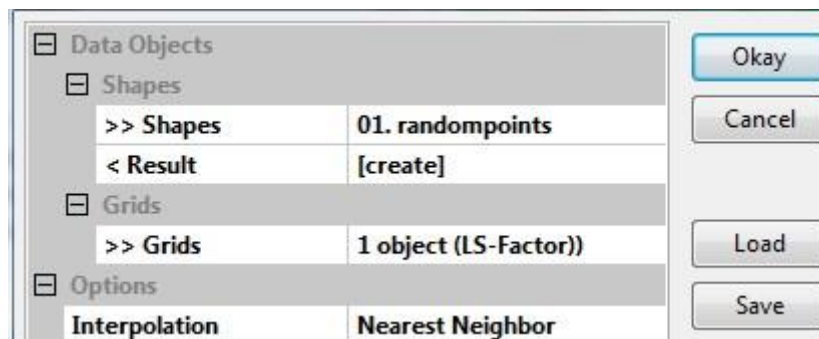 Data Objects
Shapes
>> Shapes 01. randompoints
< Result [create]
Grids
>> Grids 1 object (LS-Factor))
Options
Interpolation Nearest Neighbor
Okay
Cancel
Load
Save